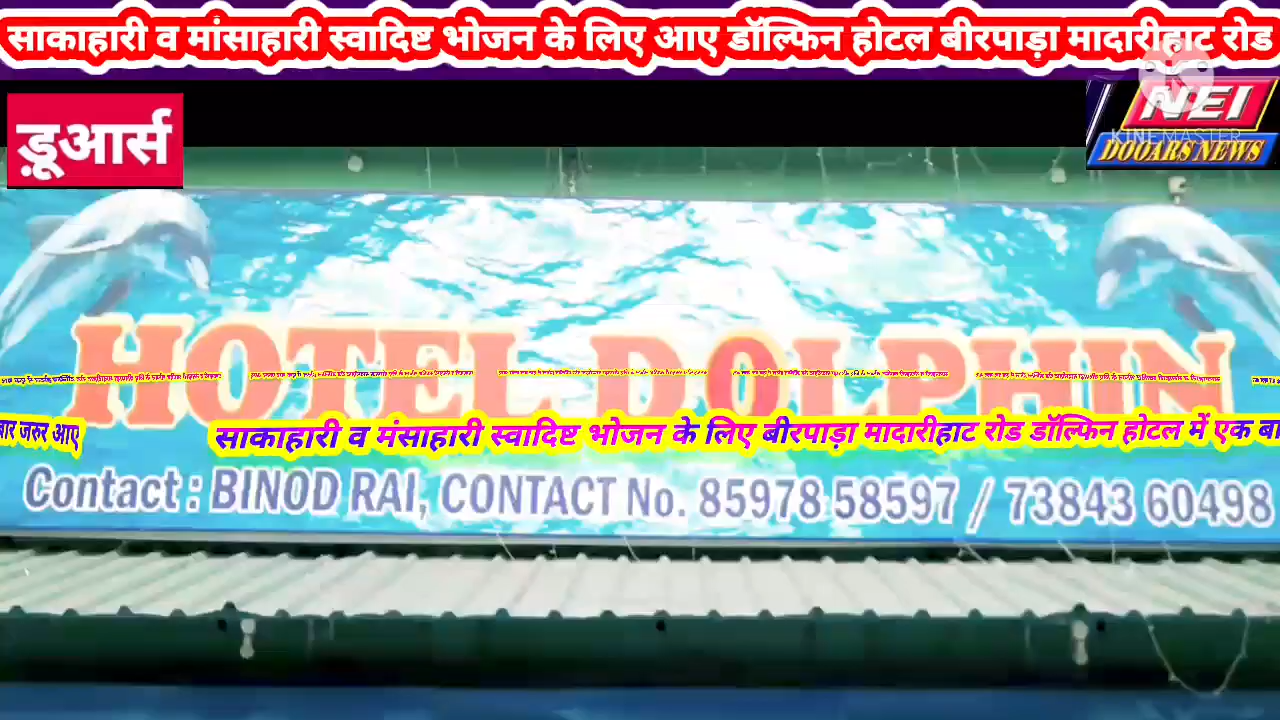 साकाहारी व मांसाहारी स्वादिष्ट भोजन के लिए आए डॉल्फिन होटल बीरपाड़ा मादारीहाट रोड
डूआर्स
NEI
KINEMASTER
DOOARS NEWS
HOTEL DOLPHIN
बार जरुर आए
साकाहारी व मंसाहारी स्वादिष्ट भोजन के लिए बीरपाड़ा मादारीहाट रोड डॉल्फिन होटल में एक बा
Contact : BINOD RAI, CONTACT No. 85978 58597 / 73843 60498